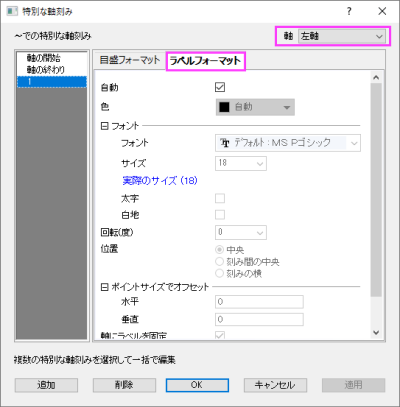 特別な軸刻み
～での特別な軸刻み
軸 左軸
軸の開始
軸の終わり
1
目盛フォーマット ラベルフォーマット
自動
色 自動
フォント
フォント デフォルト：MS Pゴシック
サイズ 18
実際のサイズ (18)
太字
白地
回転(度) 0
位置 中央
刻み間の中央
刻みの横
ポイントサイズでオフセット
水平 0
垂直 0
軸にラベルを固定
複数の特別な軸刻みを選択して一括で編集
追加 削除 OK キャンセル 適用